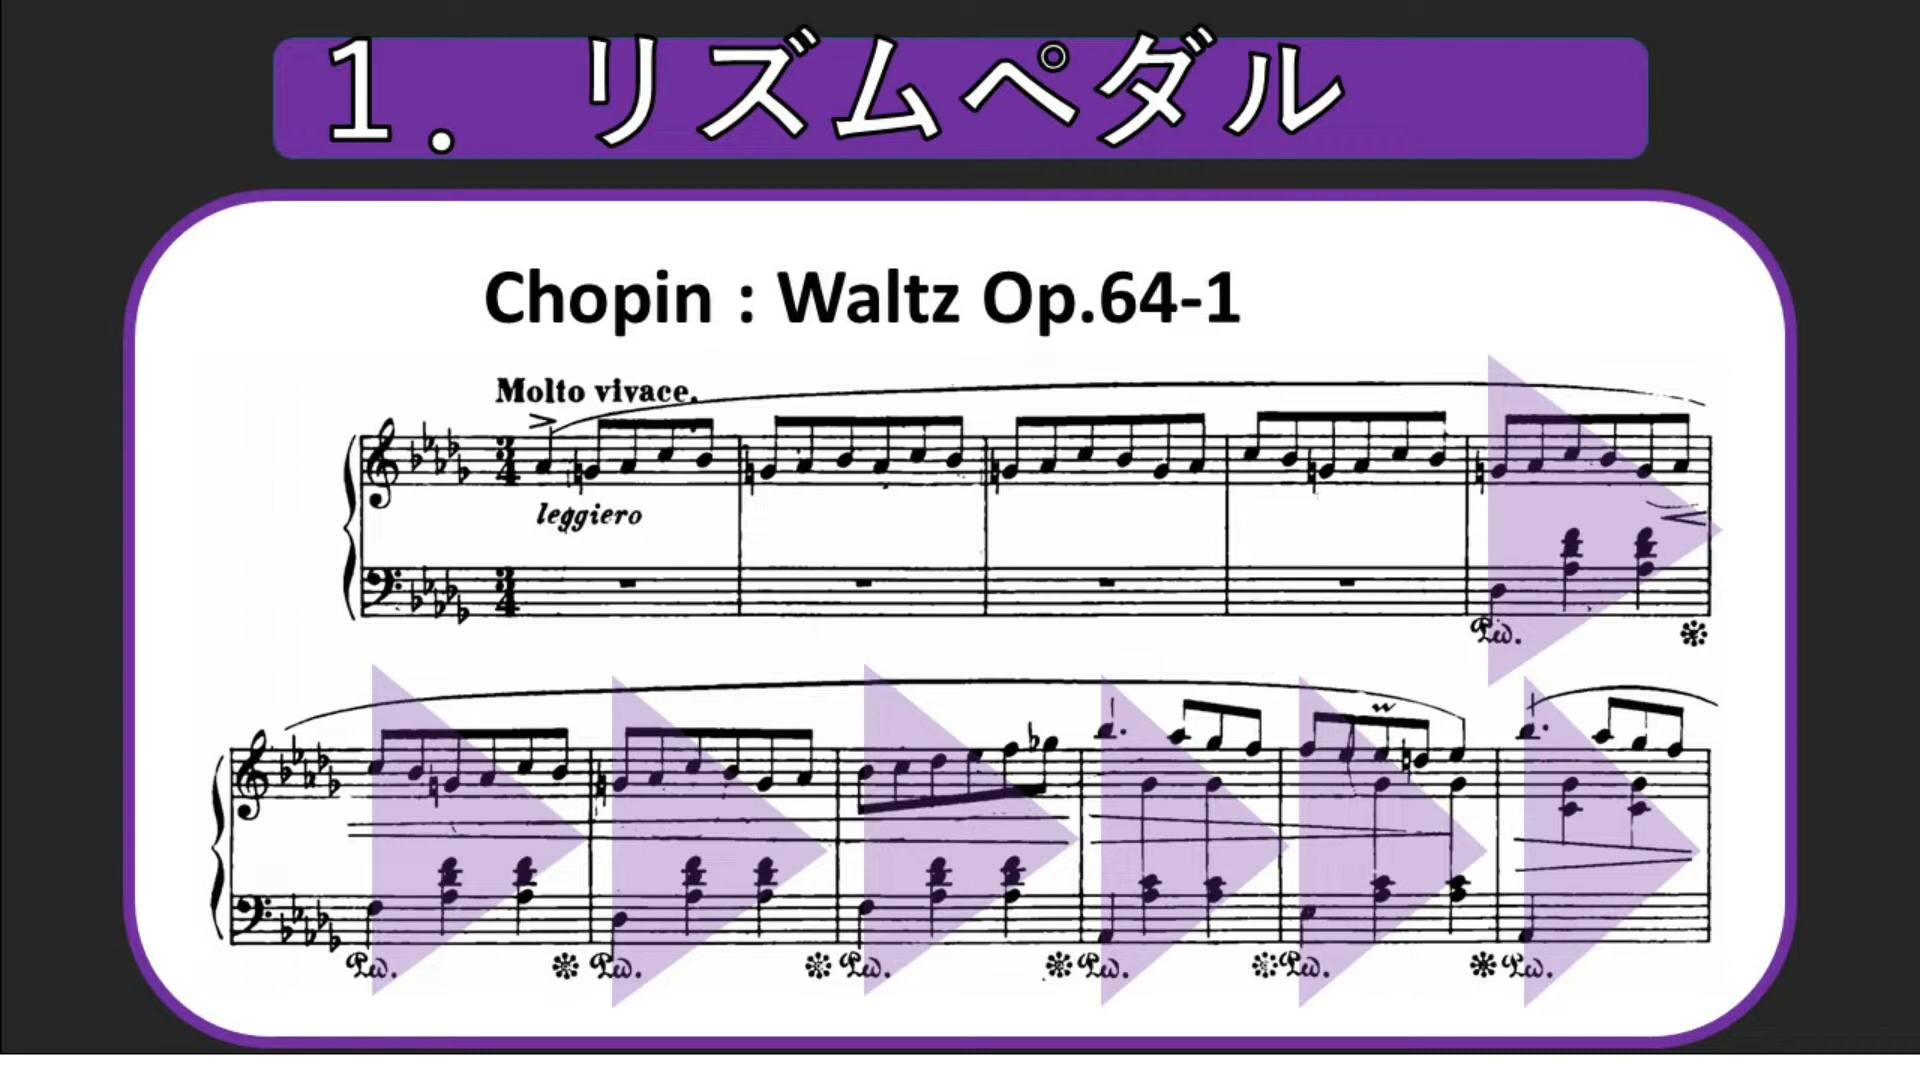 1. リズムペダル
Chopin : Waltz Op.64-1
Molto vivace.
leggiero
Ped.
Ped. Ped. Ped. Ped. Ped. Ped.